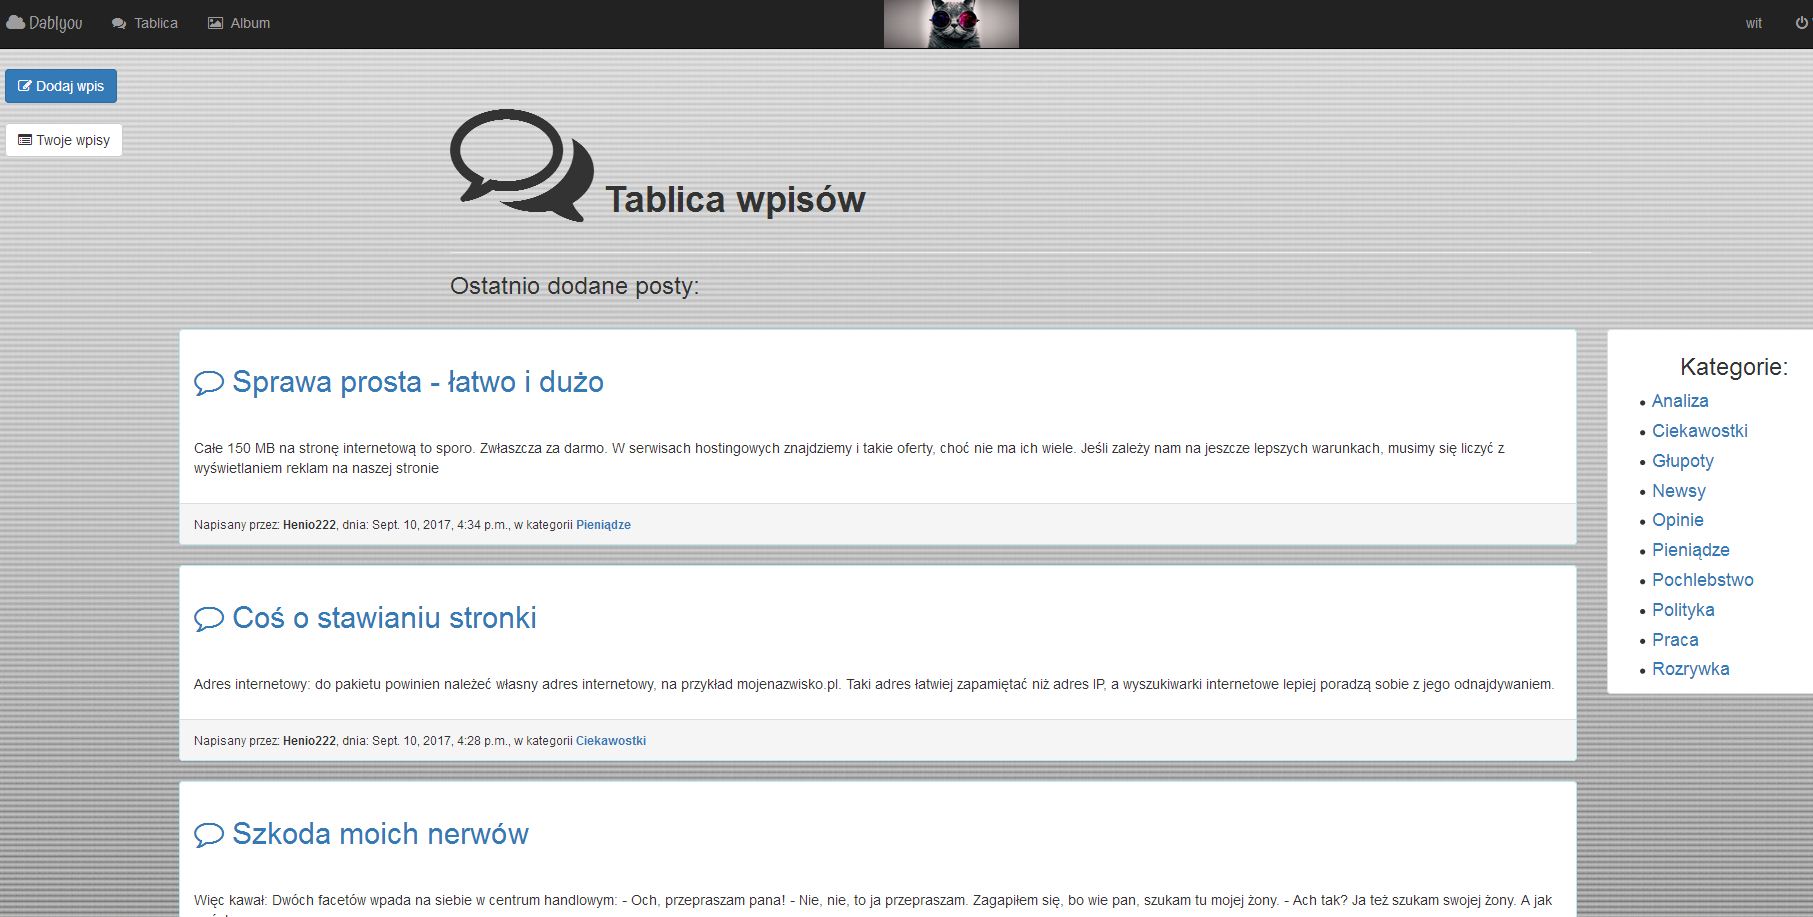 Dablyou Tablica Album wit
Dodaj wpis
Twoje wpisy
Tablica wpisów
Ostatnio dodane posty:
Sprawa prosta - łatwo i dużo
Całe 150 MB na stronę internetową to sporo. Zwłaszcza za darmo. W serwisach hostingowych znajdziemy i takie oferty, choć nie ma ich wiele. Jeśli zależy nam na jeszcze lepszych warunkach, musimy się liczyć z
wyświetlaniem reklam na naszej stronie
Napisany przez: Henio222, dnia: Sept. 10, 2017, 4:34 p.m., w kategorii Pieniądze
Coś o stawianiu stronki
Adres internetowy: do pakietu powinien należeć własny adres internetowy, na przykład mojenazwisko.pl. Taki adres łatwiej zapamiętać niż adres IP, a wyszukiwarki internetowe lepiej poradzą sobie z jego odnajdywaniem.
Napisany przez: Henio222, dnia: Sept. 10, 2017, 4:28 p.m., w kategorii Ciekawostki
Szkoda moich nerwów
Więc kawał: Dwóch facetów wpada na siebie w centrum handlowym: - Och, przepraszam pana! - Nie, nie, to ja przepraszam. Zagapiłem się, bo wie pan, szukam tu mojej żony. - Ach tak? Ja też szukam swojej żony. A jak
Kategorie:
Analiza
Ciekawostki
Głupoty
Newsy
Opinie
Pieniądze
Pochlebstwo
Polityka
Praca
Rozrywka